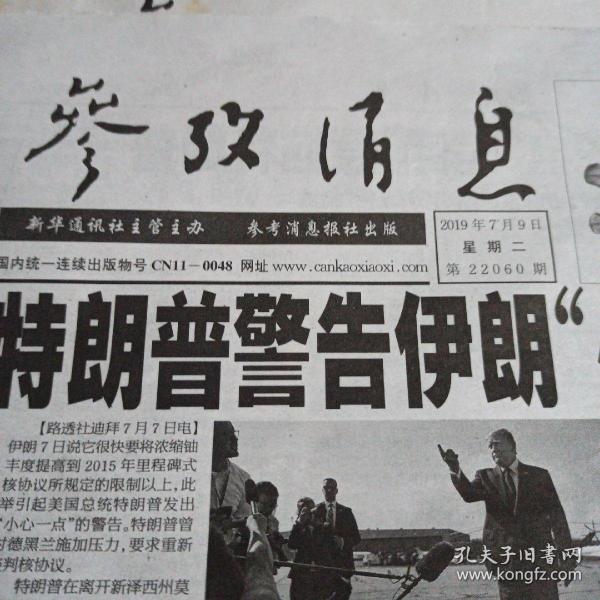 参考消息
新华通讯社主管主办 参考消息报社出版
2019年7月9日
星期二
第22060期
国内统一连续出版物号 CN11-0048 网址 www.cankaoxiaoxi.com
特朗普警告伊朗“
【路透社迪拜7月7日电】
伊朗7日说它很快要将浓缩铀
丰度提高到2015年里程碑式
核协议所规定的限制以上,此
举引起美国总统特朗普发出
“小心一点”的警告。特朗普曾
对德黑兰施加压力,要求重新
谈判核协议。
特朗普在离开新泽西州莫
孔夫子旧书网
www.kongfz.com